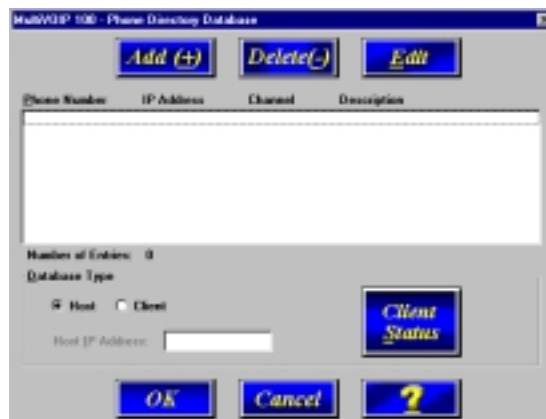 MultiVOIP 100 - Phone Directory Database
Add (+) Delete(-) Edit
Phone Number IP Address Channel Description
Number of Entries: 0
Database Type
Host Client
Host IP Address:
Client Status
OK Cancel ?